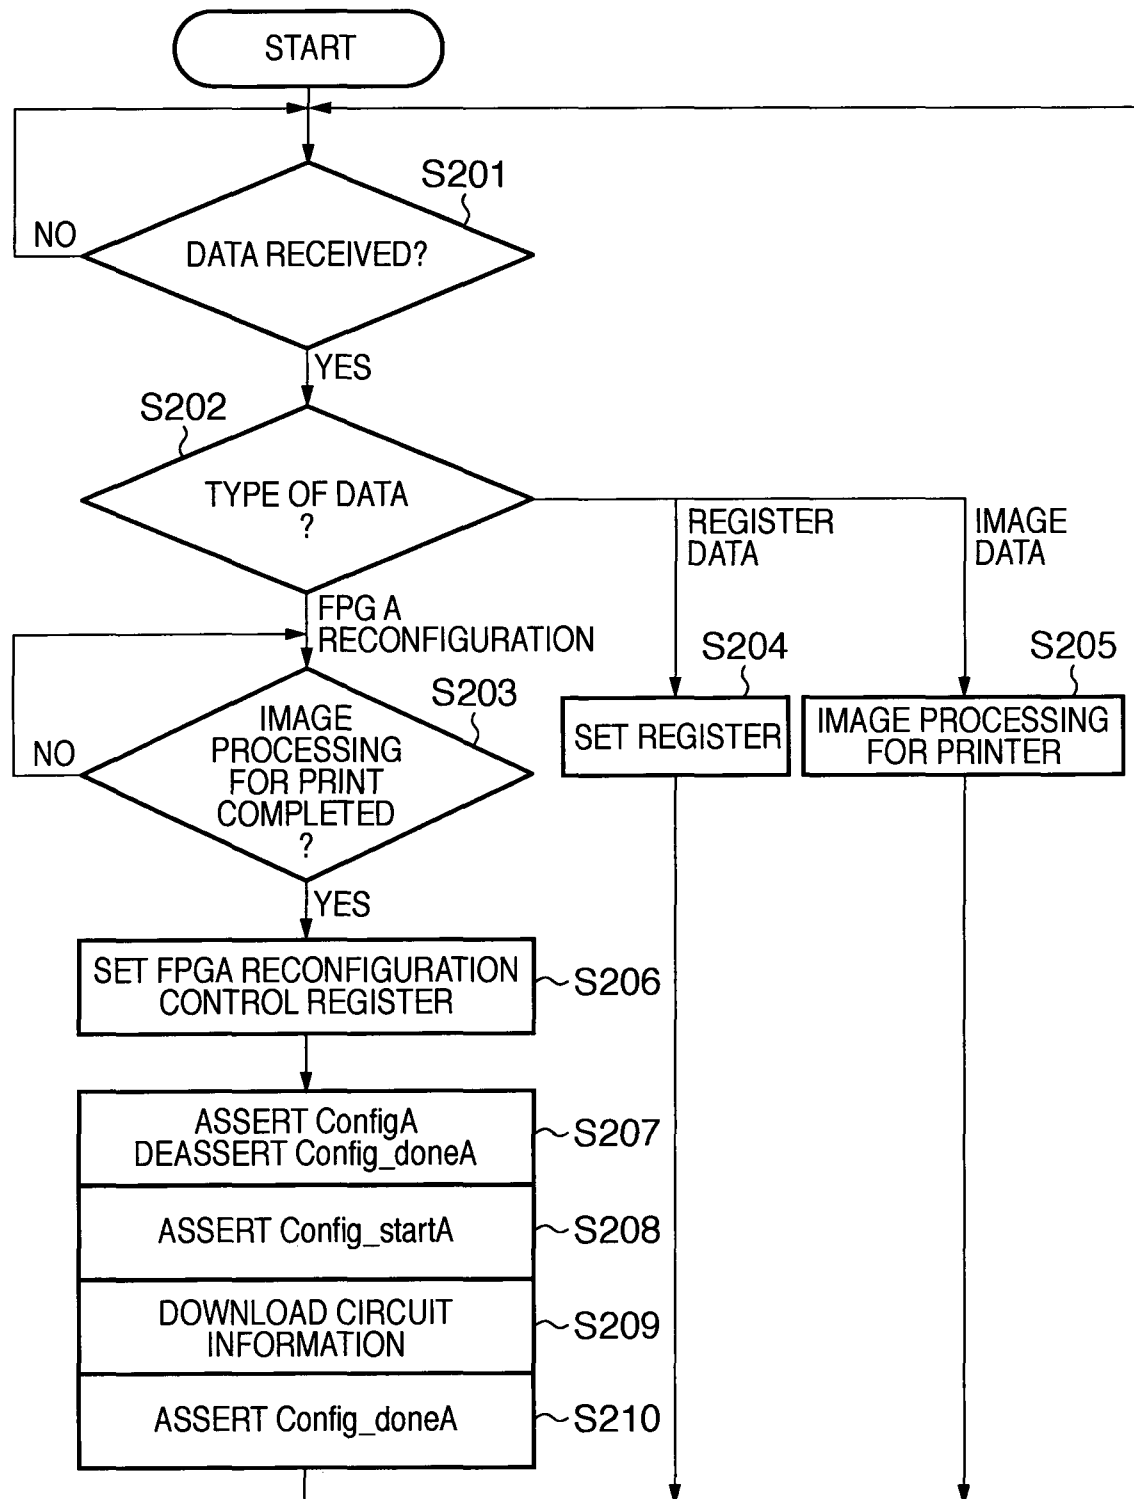 START
S201
NO
DATA RECEIVED?
YES
S202
TYPE OF DATA
?
REGISTER
DATA
IMAGE
DATA
FPG A
RECONFIGURATION
S203
S204
S205
NO
IMAGE
PROCESSING
FOR PRINT
COMPLETED
?
SET REGISTER
IMAGE PROCESSING
FOR PRINTER
YES
SET FPGA RECONFIGURATION
CONTROL REGISTER
S206
ASSERT ConfigA
DEASSERT Config_doneA
S207
ASSERT Config_startA
S208
DOWNLOAD CIRCUIT
INFORMATION
S209
ASSERT Config_doneA
S210